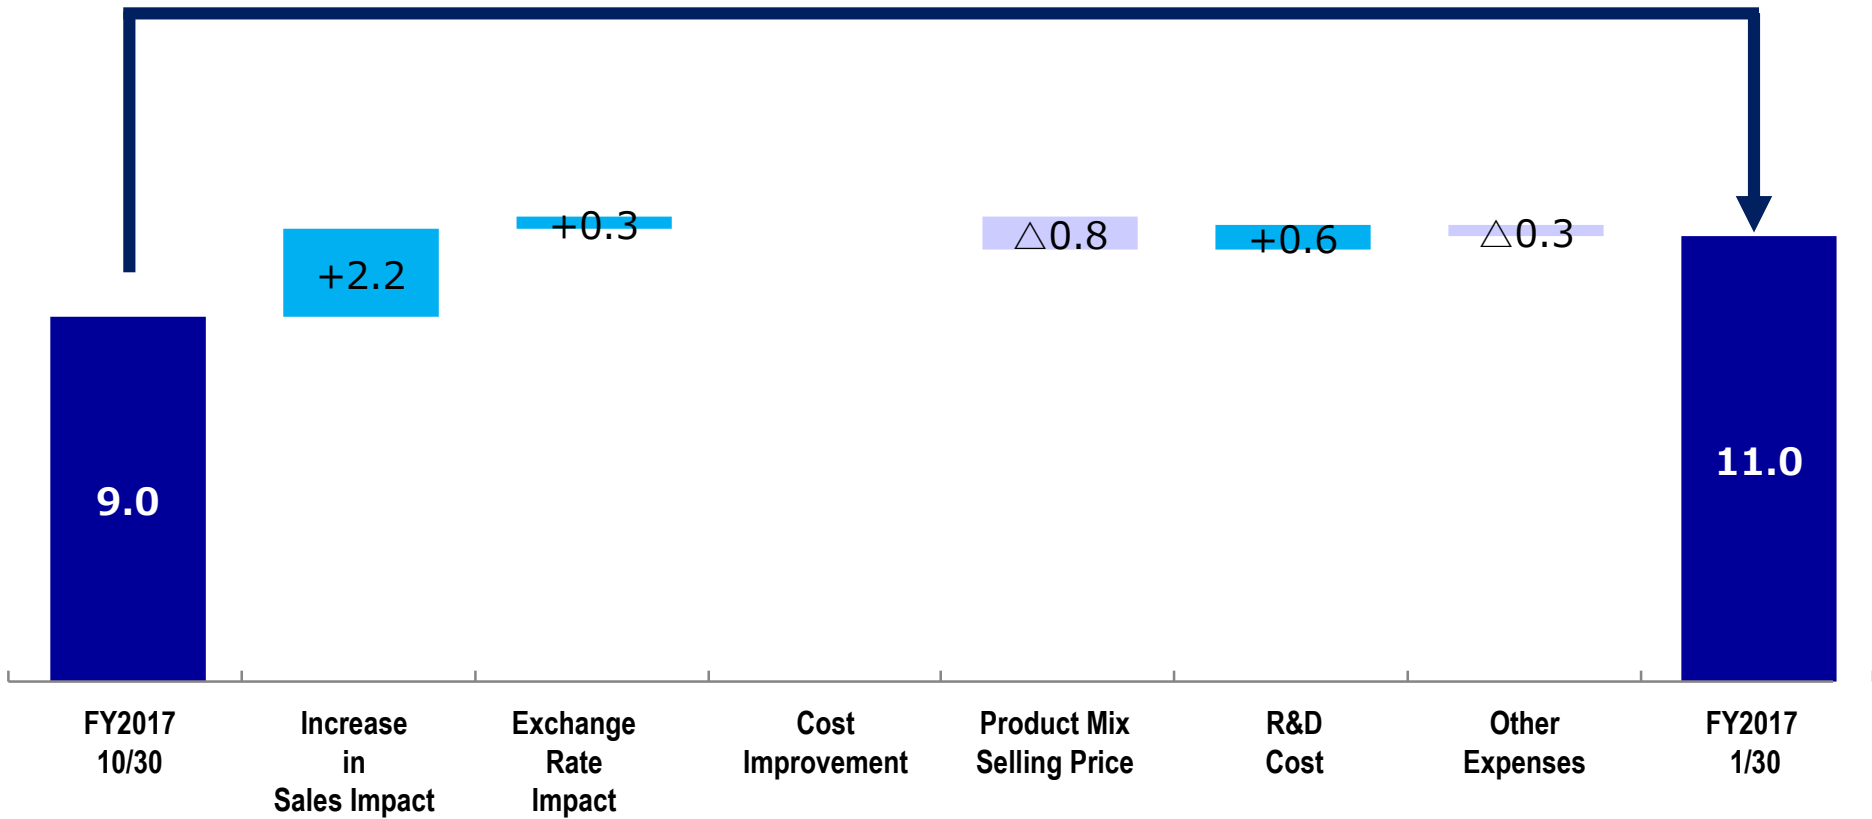 +0.3
△0.8
+0.6
△0.3
+2.2
11.0
9.0
FY2017
10/30
Increase
in
Sales Impact
Exchange
Rate
Impact
Cost
Improvement
Product Mix
Selling Price
R&D
Cost
Other
Expenses
FY2017
1/30